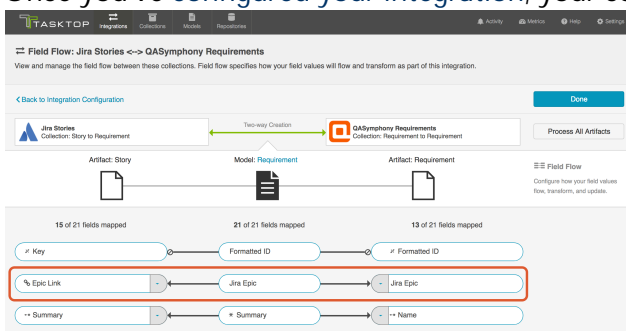 Once you've configured your integration, your co
TASKTOP Integrations Collections Models Repositories Activity Metrics Help Settings
Field Flow: Jira Stories <--> QASymphony Requirements
View and manage the field flow between these collections. Field flow specifies how your field values will flow and transform as part of this integration.
Back to Integration Configuration
Done
Jira Stories
Collection: Story to Requirement
Two-way Creation
QASymphony Requirements
Collection: Requirement to Requirement
Process All Artifacts
Artifact: Story Model: Requirement Artifact: Requirement
Field Flow
Configure how your field values
flow, transform, and update.
15 of 21 fields mapped 21 of 21 fields mapped 13 of 21 fields mapped
Key Formatted ID Formatted ID
Epic Link - Jira Epic - Jira Epic
Summary - * Summary - Name